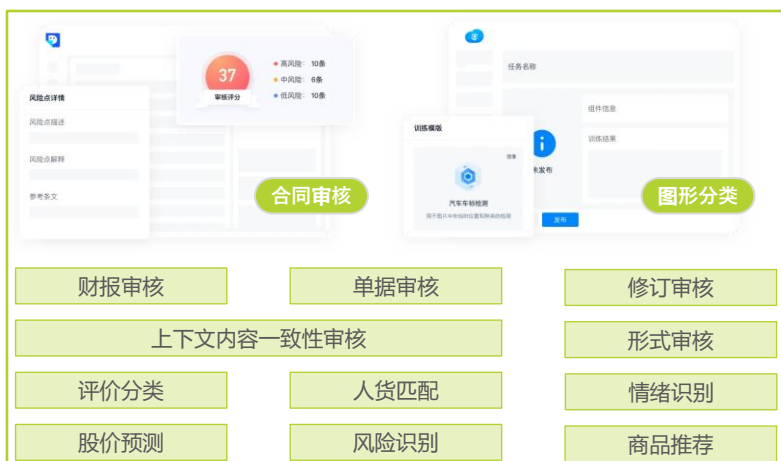 任务名称
37
审核评分
高风险: 10条
中风险: 6条
低风险: 10条
风险点详情
风险点描述
风险点解释
参考条文
合同审核
组件信息
训练结果
训练模版
图像
发布
汽车车标检测
发布
图形分类
财报审核
单据审核
修订审核
上下文内容一致性审核
形式审核
评价分类
人货匹配
情绪识别
股价预测
风险识别
商品推荐